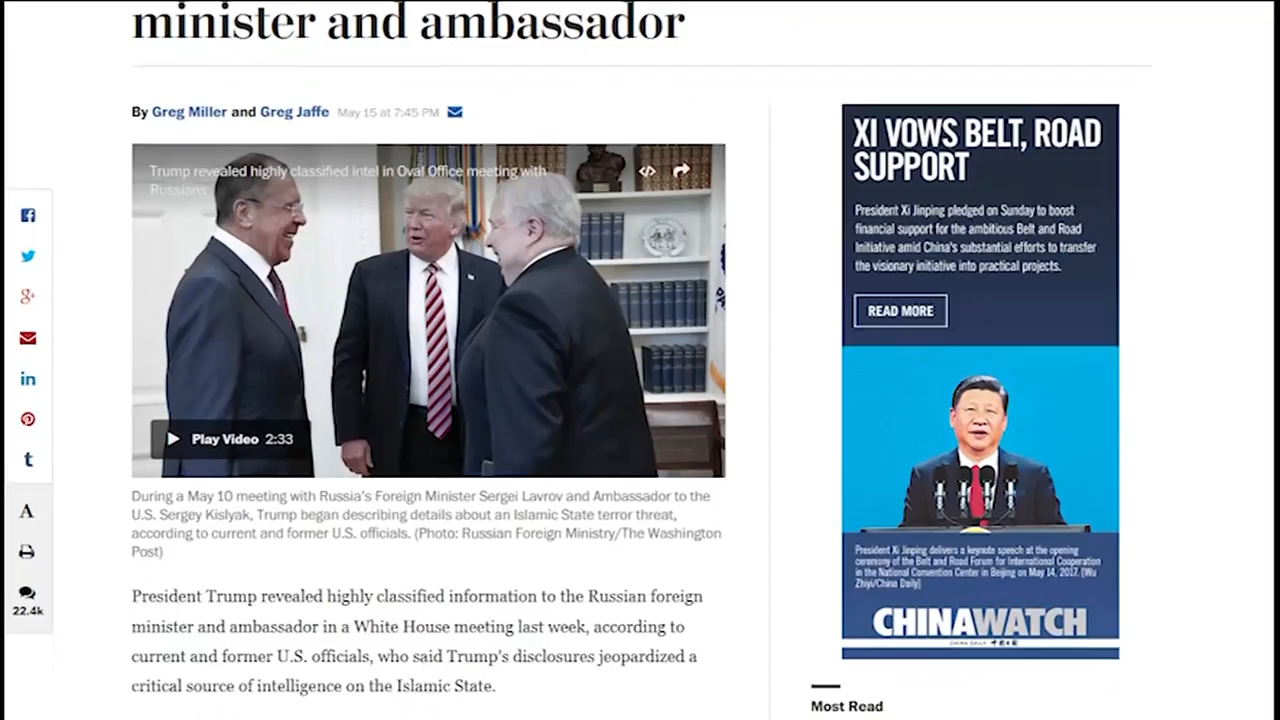 minister and ambassador
By Greg Miller and Greg Jaffe May 15 at 7:45 PM
Trump revealed highly classified intel in Oval Office meeting with
Russians
Play Video 2:33
During a May 10 meeting with Russia's Foreign Minister Sergei Lavrov and Ambassador to the
U.S. Sergey Kislyak, Trump began describing details about an Islamic State terror threat,
according to current and former U.S. officials. (Photo: Russian Foreign Ministry/The Washington
Post)
President Trump revealed highly classified information to the Russian foreign
minister and ambassador in a White House meeting last week, according to
current and former U.S. officials, who said Trump's disclosures jeopardized a
critical source of intelligence on the Islamic State.
A
22.4k
XI VOWS BELT, ROAD
SUPPORT
President Xi Jinping pledged on Sunday to boost
financial support for the ambitious Belt and Road
Initiative amid China's substantial efforts to transfer
the visionary initiative into practical projects.
READ MORE
President Xi Jinping delivers a keynote speech at the opening
ceremony of the Belt and Road Forum for International Cooperation
in the National Convention Center in Beijing on May 14, 2017. [Wu
Zhiyi/China Daily]
CHINAWATCH
CHINA DAILY
Most Read